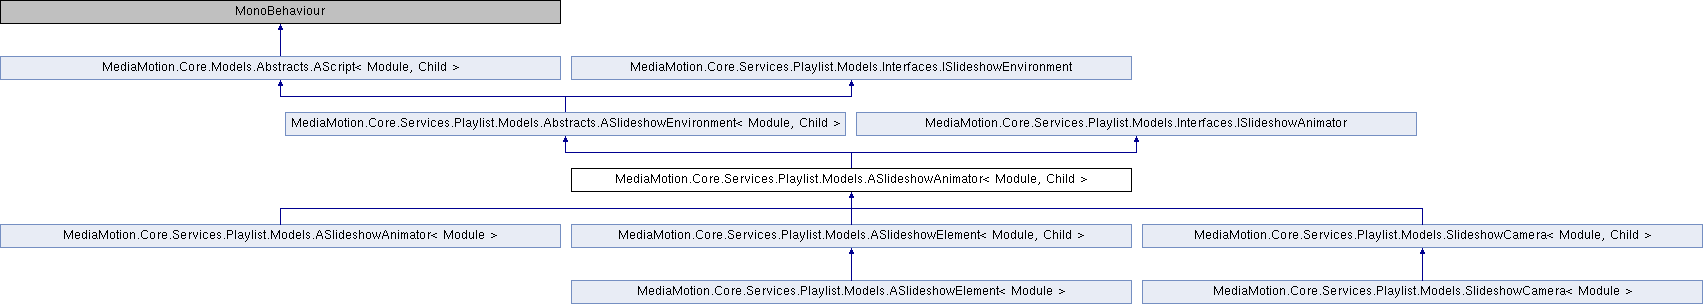 MonoBehaviour
MediaMotion.Core.Models.Abstracts.AScript< Module, Child >
MediaMotion.Core.Services.Playlist.Models.Interfaces.ISlideshowEnvironment
MediaMotion.Core.Services.Playlist.Models.Abstracts.ASlideshowEnvironment< Module, Child >
MediaMotion.Core.Services.Playlist.Models.Interfaces.ISlideshowAnimator
MediaMotion.Core.Services.Playlist.Models.ASlideshowAnimator< Module, Child >
MediaMotion.Core.Services.Playlist.Models.ASlideshowAnimator< Module >
MediaMotion.Core.Services.Playlist.Models.ASlideshowElement< Module, Child >
MediaMotion.Core.Services.Playlist.Models.SlideshowCamera< Module, Child >
MediaMotion.Core.Services.Playlist.Models.ASlideshowElement< Module >
MediaMotion.Core.Services.Playlist.Models.SlideshowCamera< Module >